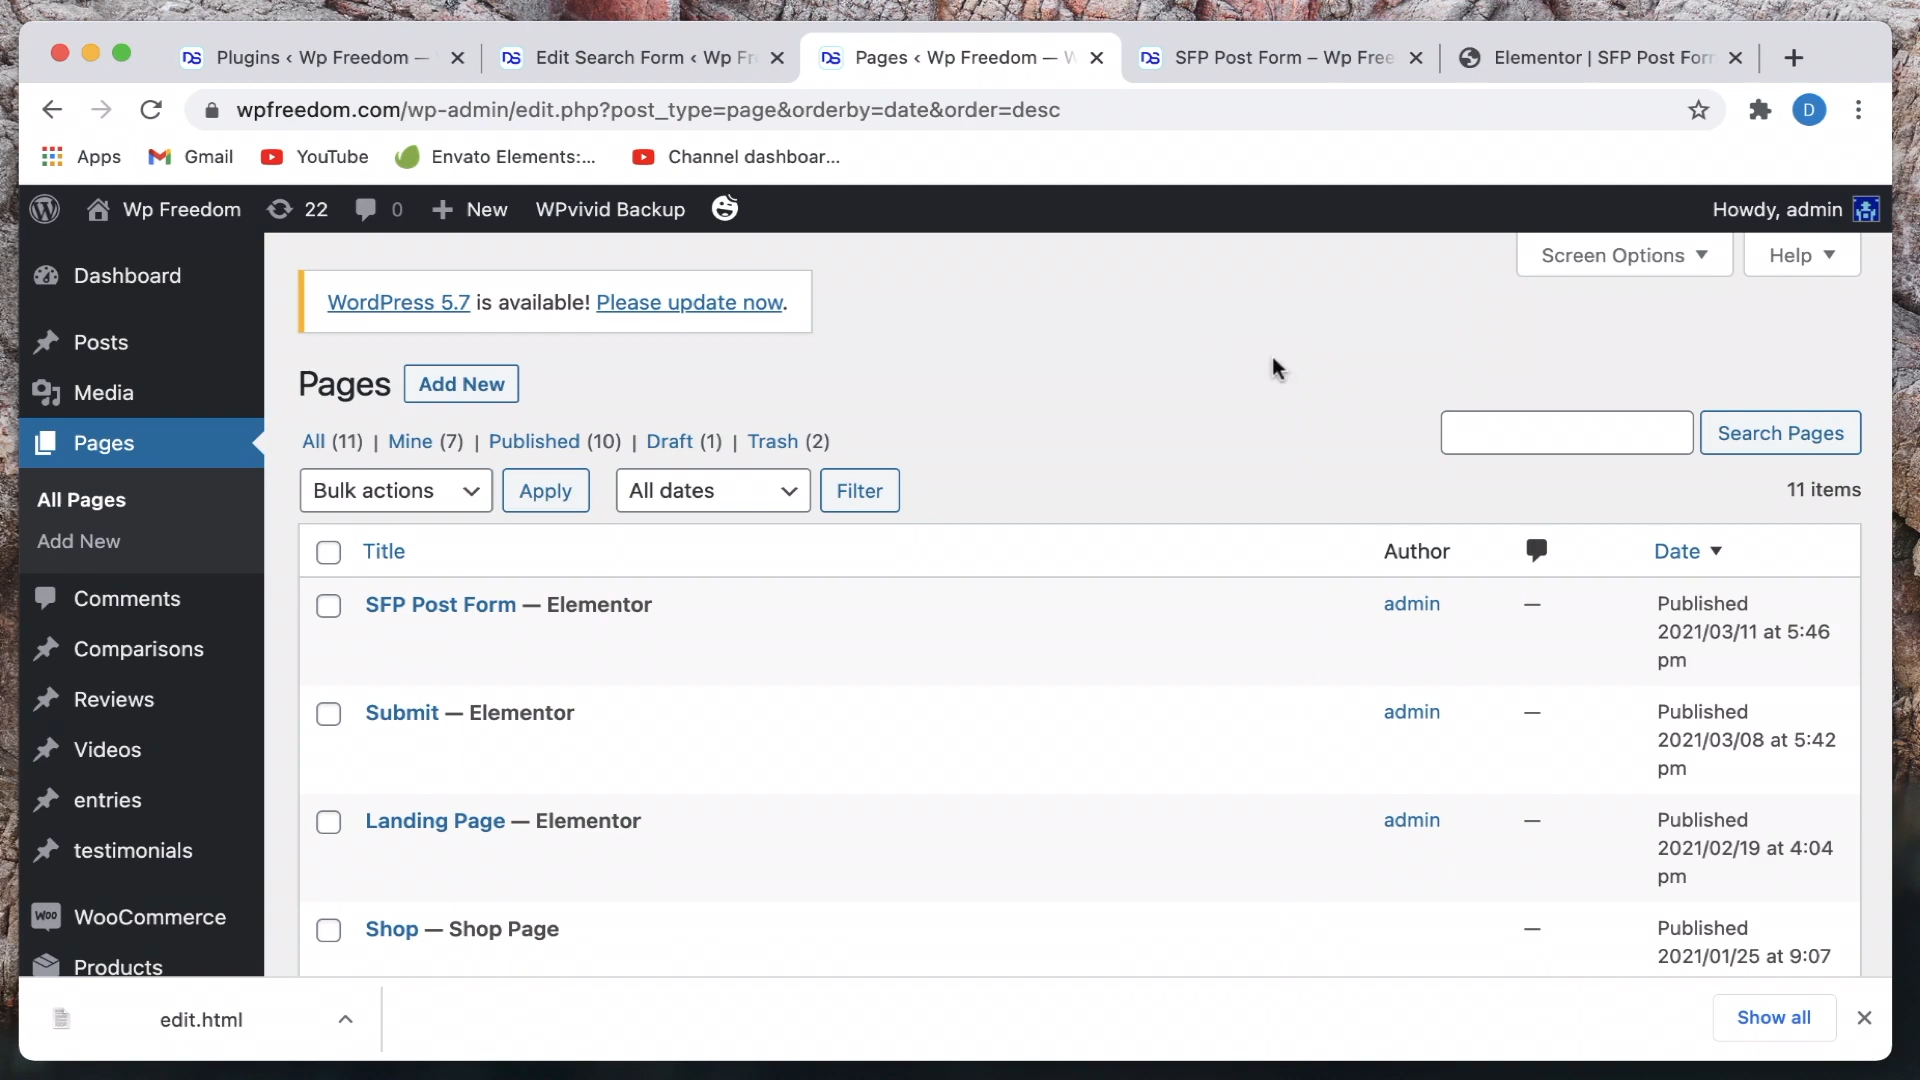 Plugins ‹ Wp Freedom —
Edit Search Form ‹ Wp Fr
Pages ‹ Wp Freedom — W
SFP Post Form – Wp Free
Elementor | SFP Post Form
wpfreedom.com/wp-admin/edit.php?post_type=page&orderby=date&order=desc
D
Apps
Gmail
YouTube
Envato Elements:...
Channel dashboar...
Wp Freedom
22
0
New
WPvivid Backup
Howdy, admin
Screen Options
Help
WordPress 5.7 is available! Please update now.
Dashboard
Posts
Media
Pages
All Pages
Add New
Comments
Comparisons
Reviews
Videos
entries
testimonials
Woo
WooCommerce
Products
Pages
Add New
All (11) | Mine (7) | Published (10) | Draft (1) | Trash (2)
Search Pages
Bulk actions
Apply
All dates
Filter
11 items
Title
Author
Date
SFP Post Form — Elementor
admin
—
Published
2021/03/11 at 5:46
pm
Submit — Elementor
admin
—
Published
2021/03/08 at 5:42
pm
Landing Page — Elementor
admin
—
Published
2021/02/19 at 4:04
pm
Shop — Shop Page
—
Published
2021/01/25 at 9:07
edit.html
Show all